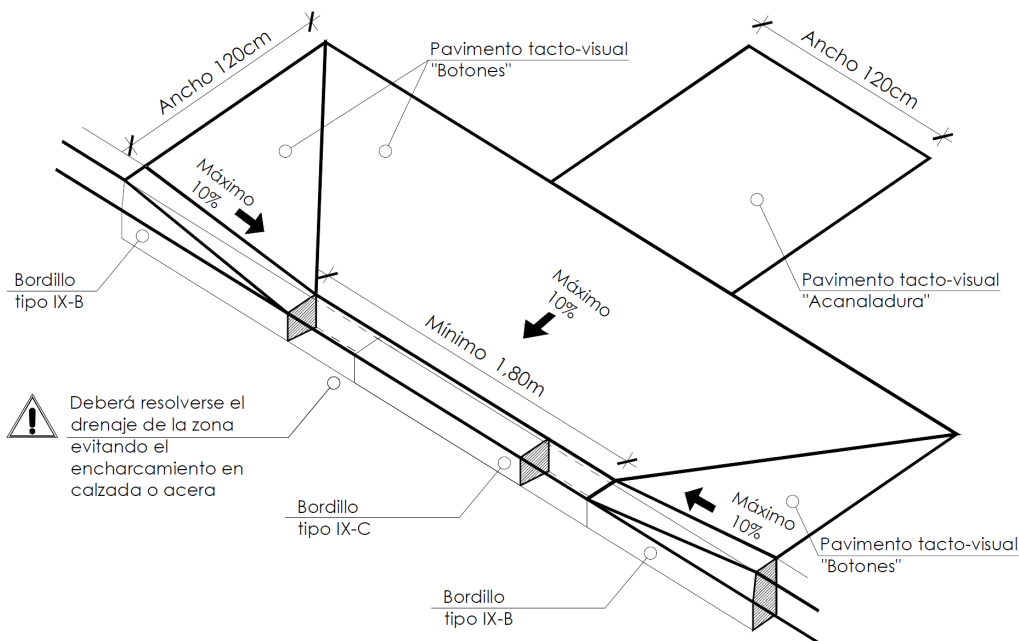 Ancho 120cm
Pavimento tacto-visual
"Botones"
Ancho 120cm
Máximo
10%
Bordillo
tipo IX-B
Máximo
10%
Pavimento tacto-visual
"Acanaladura"
Mínimo 1,80m
Deberá resolverse el
drenaje de la zona
evitando el
encharcamiento en
calzada o acera
!
Bordillo
tipo IX-C
Máximo
10%
Pavimento tacto-visual
"Botones"
Bordillo
tipo IX-B